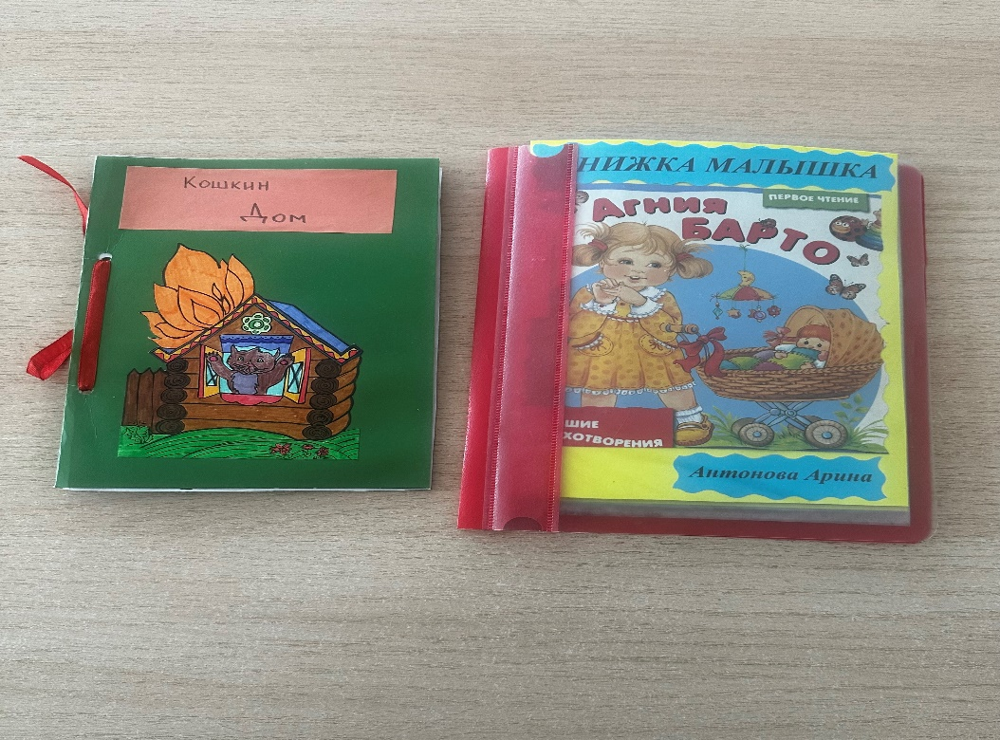 Кошкин
Дом
НИЖКА МАЛЫШКА
ПЕРВОЕ ЧТЕНИЕ
Агния
БАРТО
ШИЕ
ХОТВОРЕНИЯ
Антонова Арина